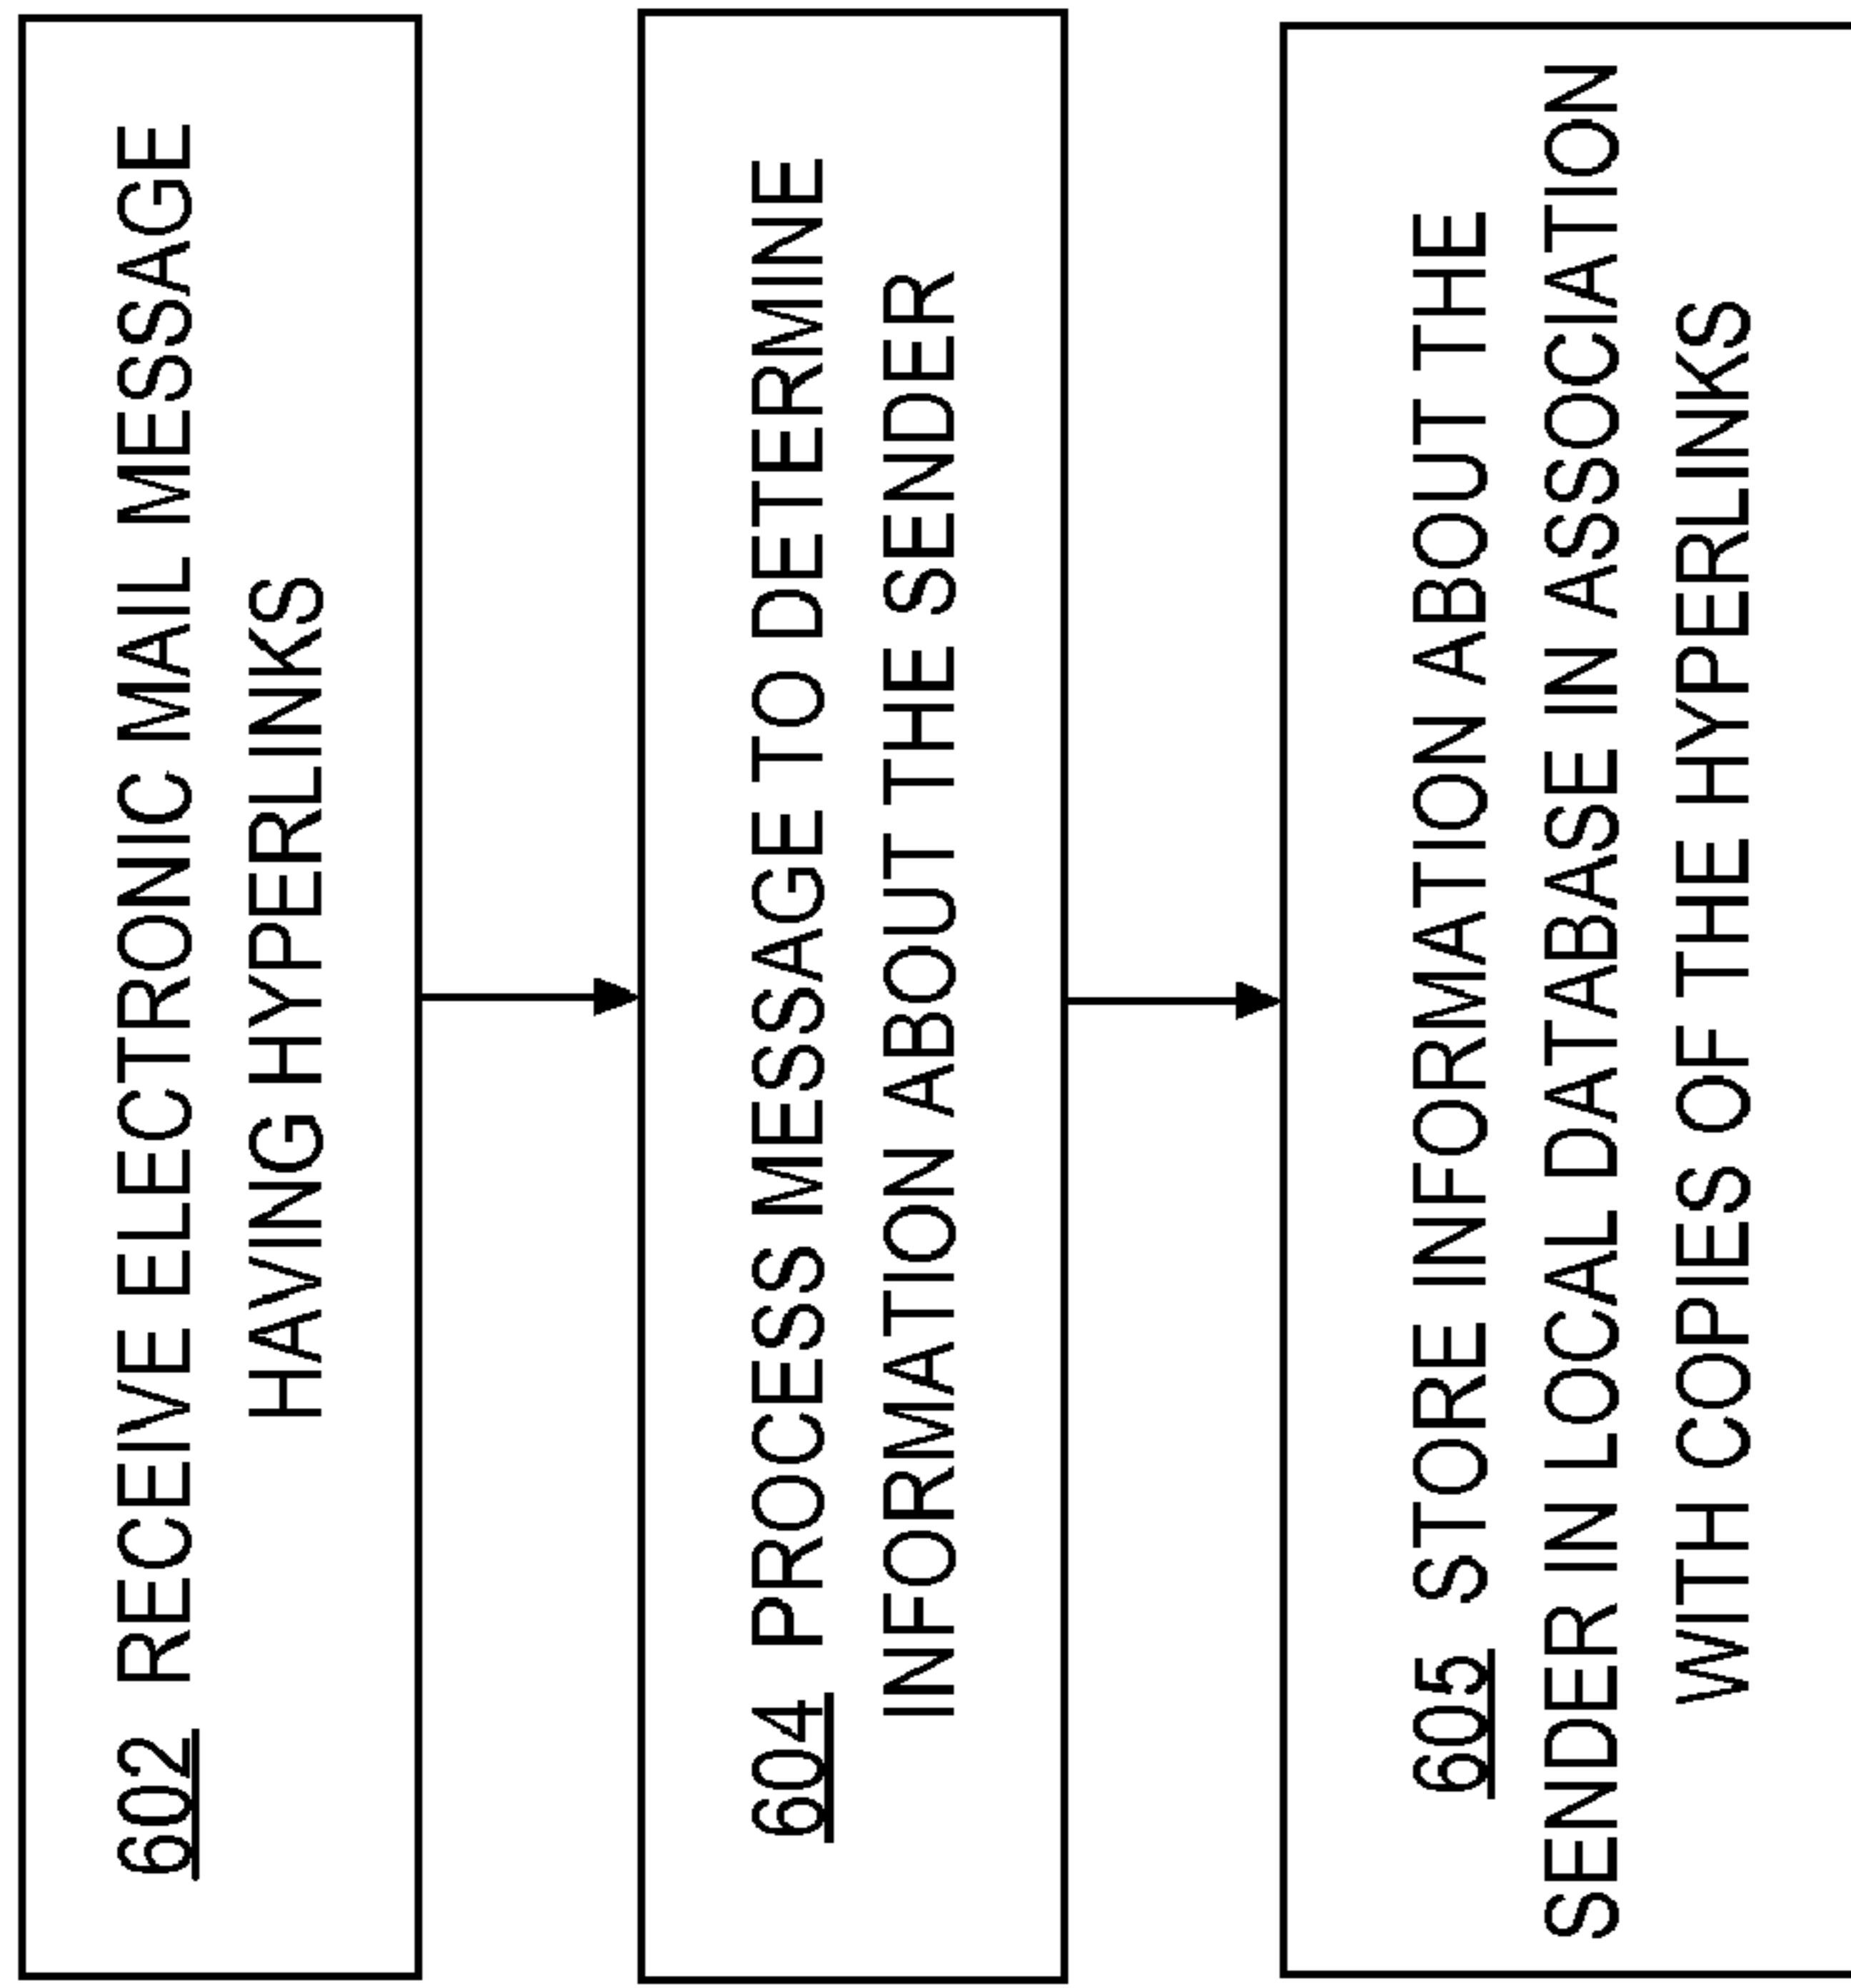 602 RECEIVE ELECTRONIC MAIL MESSAGE
HAVING HYPERLINKS
604 PROCESS MESSAGE TO DETERMINE
INFORMATION ABOUT THE SENDER
605 STORE INFORMATION ABOUT THE
SENDER IN LOCAL DATABASE IN ASSOCIATION
WITH COPIES OF THE HYPERLINKS